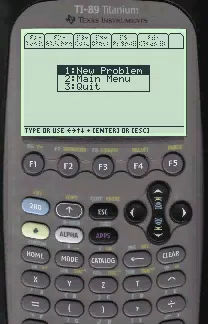 TI-89 Titanium
TEXAS INSTRUMENTS
1:New Problem
2:Main Menu
3:Quit
TYPE OR USE ←→↑↓ + [ENTER] OR [ESC]
F1 F2 F3 F4 F5
2ND ↑ ESC
ALPHA APPS
HOME MODE CATALOG ← CLEAR
X Y Z T ^
= ( ) , ÷